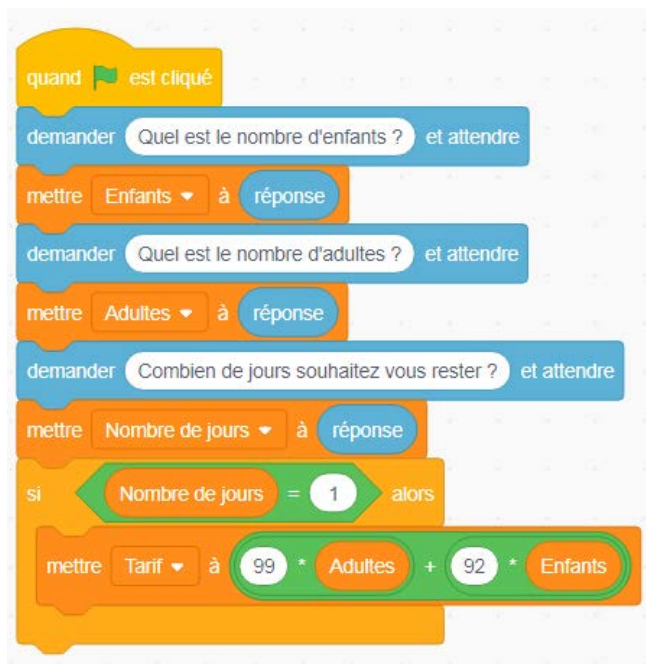 quand est cliqué
demander Quel est le nombre d'enfants ? et attendre
mettre Enfants à réponse
demander Quel est le nombre d'adultes ? et attendre
mettre Adultes à réponse
demander Combien de jours souhaitez vous rester ? et attendre
mettre Nombre de jours à réponse
si Nombre de jours = 1 alors
mettre Tarif à 99 * Adultes + 92 * Enfants